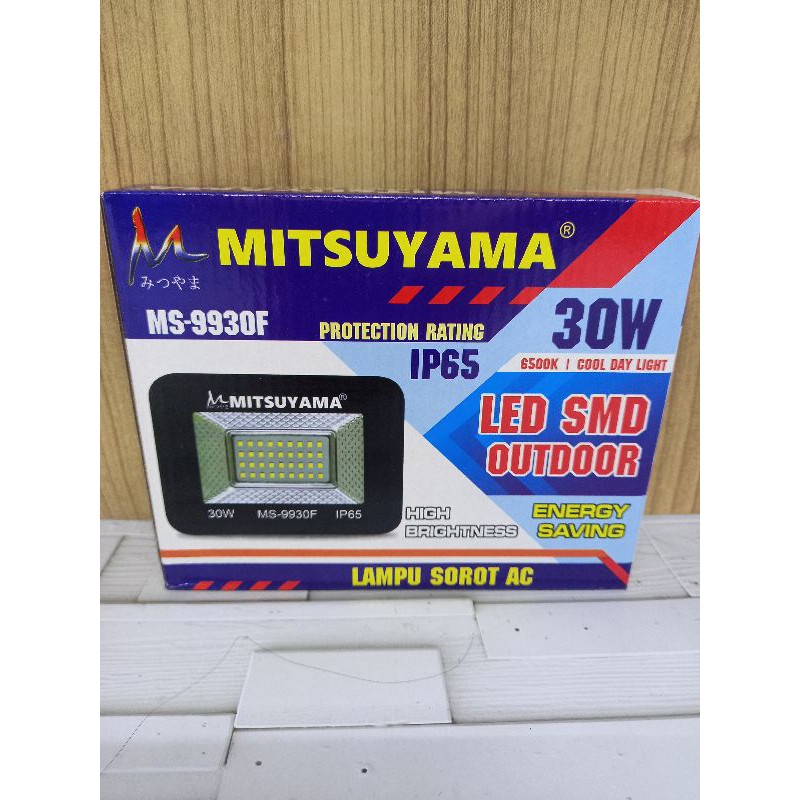 MITSUYAMA®
みつやま
MS-9930F
PROTECTION RATING
IP65
30W
6500K | COOL DAY LIGHT
MITSUYAMA®
30W MS-9930F IP65
LED SMD
OUTDOOR
HIGH
BRIGHTNESS
ENERGY
SAVING
LAMPU SOROT AC